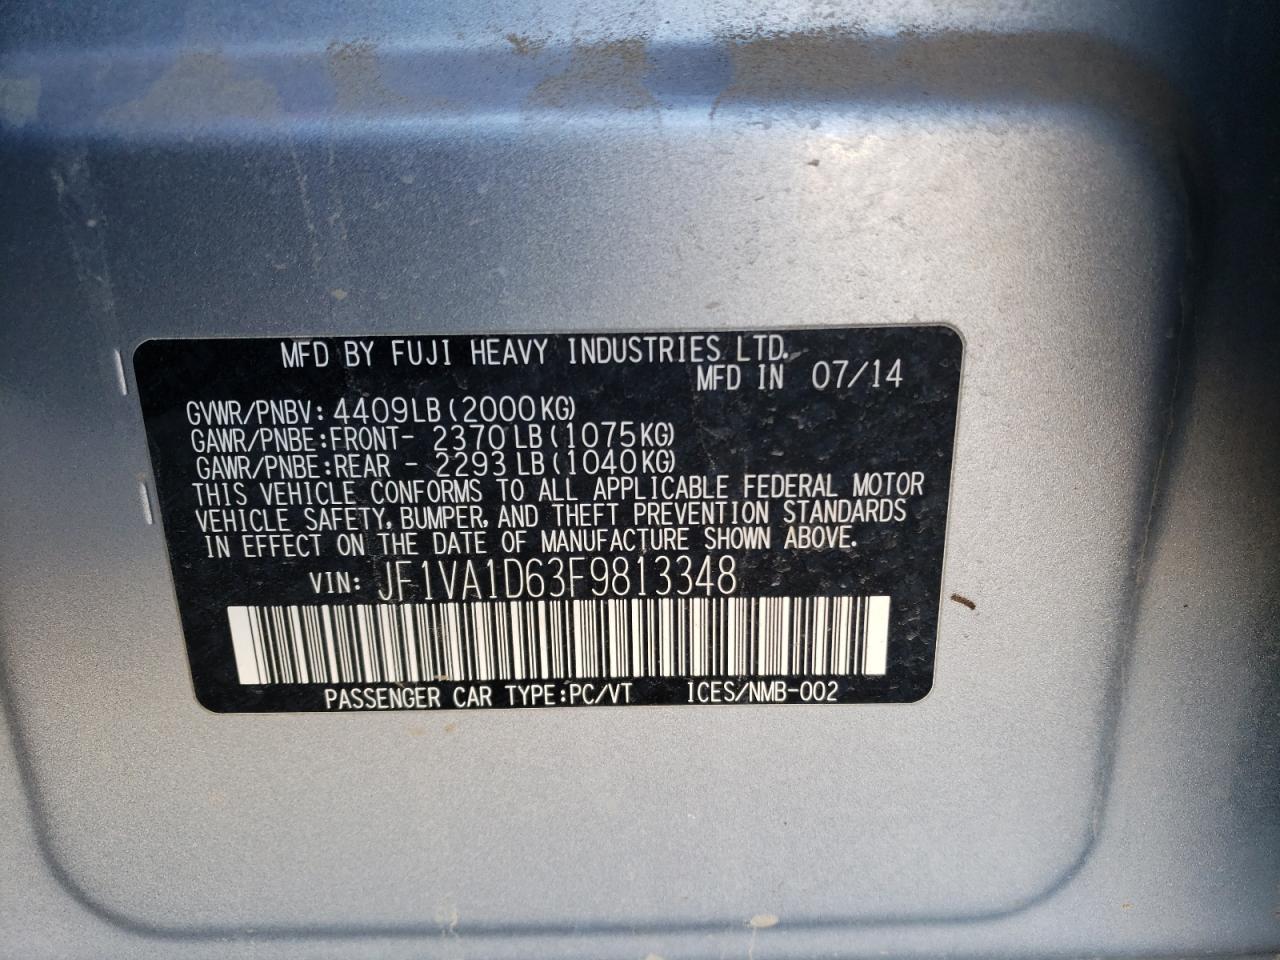 MFD BY FUJI HEAVY INDUSTRIES LTD.
MFD IN 07/14
GVWR/PNBV: 4409LB (2000KG)
GAWR/PNBE:FRONT- 2370 LB (1075KG)
GAWR/PNBE:REAR - 2293 LB (1040KG)
THIS VEHICLE CONFORMS TO ALL APPLICABLE FEDERAL MOTOR
VEHICLE SAFETY, BUMPER, AND THEFT PREVENTION STANDARDS
IN EFFECT ON THE DATE OF MANUFACTURE SHOWN ABOVE.
VIN: JF1VA1D63F9813348
PASSENGER CAR TYPE:PC/VT ICES/NMB-002